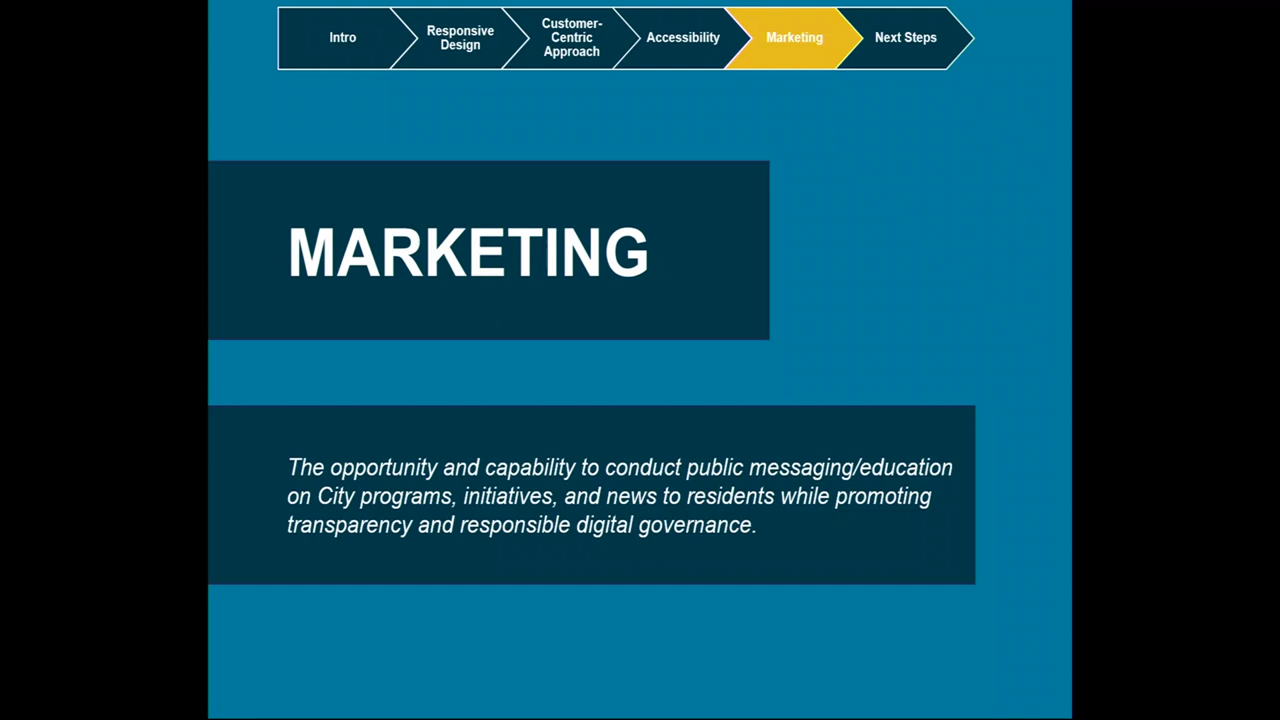 Intro
Responsive
Design
Customer-
Centric
Approach
Accessibility
Marketing
Next Steps
MARKETING
The opportunity and capability to conduct public messaging/education
on City programs, initiatives, and news to residents while promoting
transparency and responsible digital governance.